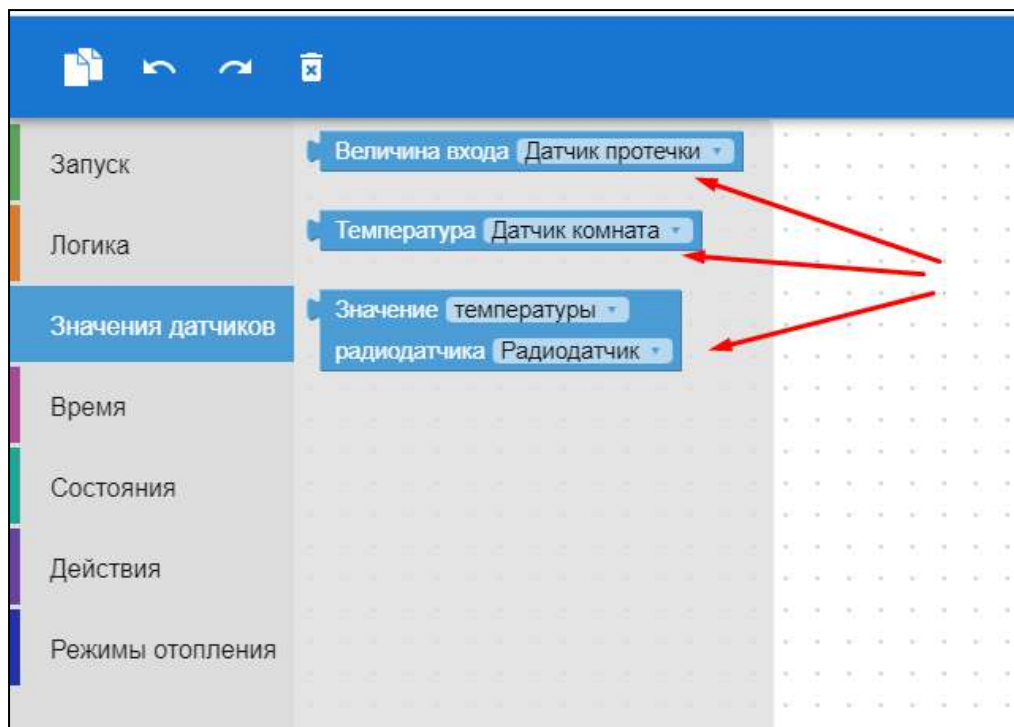 Запуск
Логика
Значения датчиков
Время
Состояния
Действия
Режимы отопления
Величина входа Датчик протечки
Температура Датчик комната
Значение температуры
радиодатчика Радиодатчик